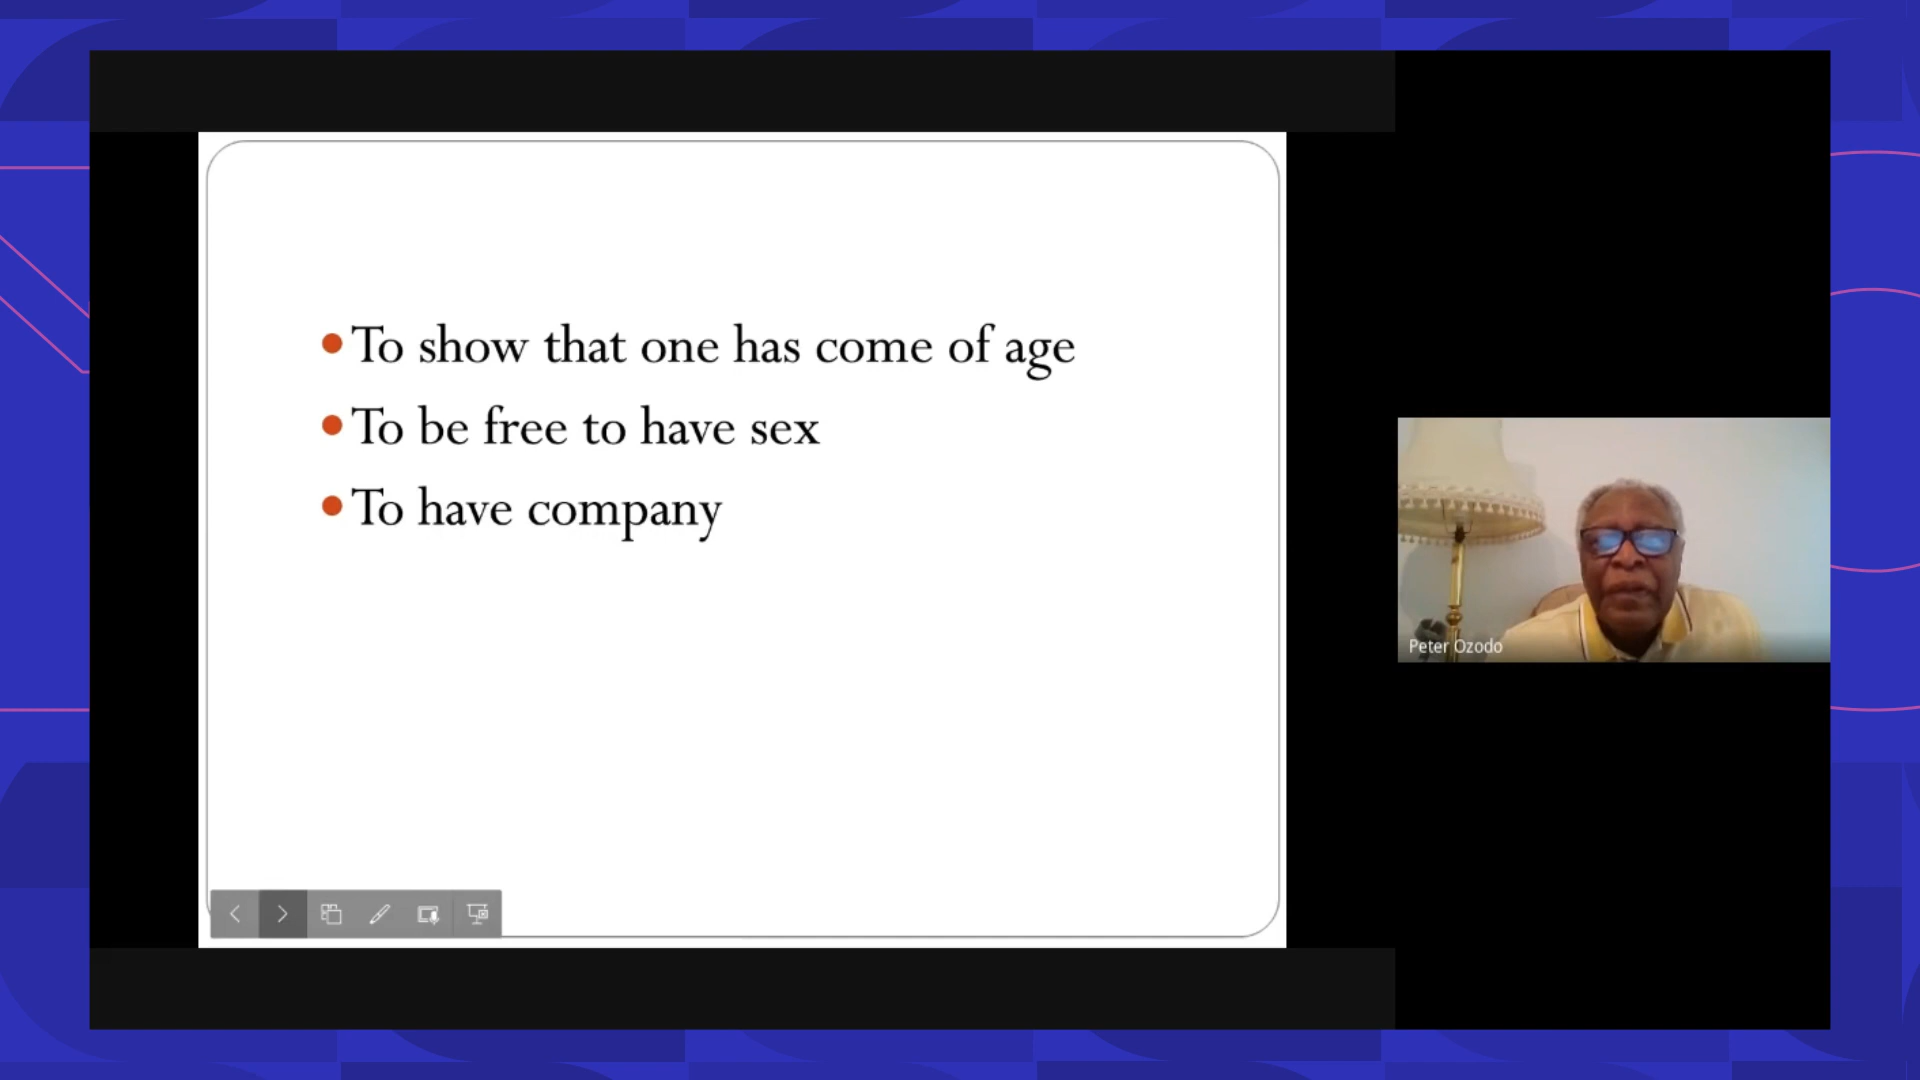 To show that one has come of age
To be free to have sex
To have company
Peter Ozodo